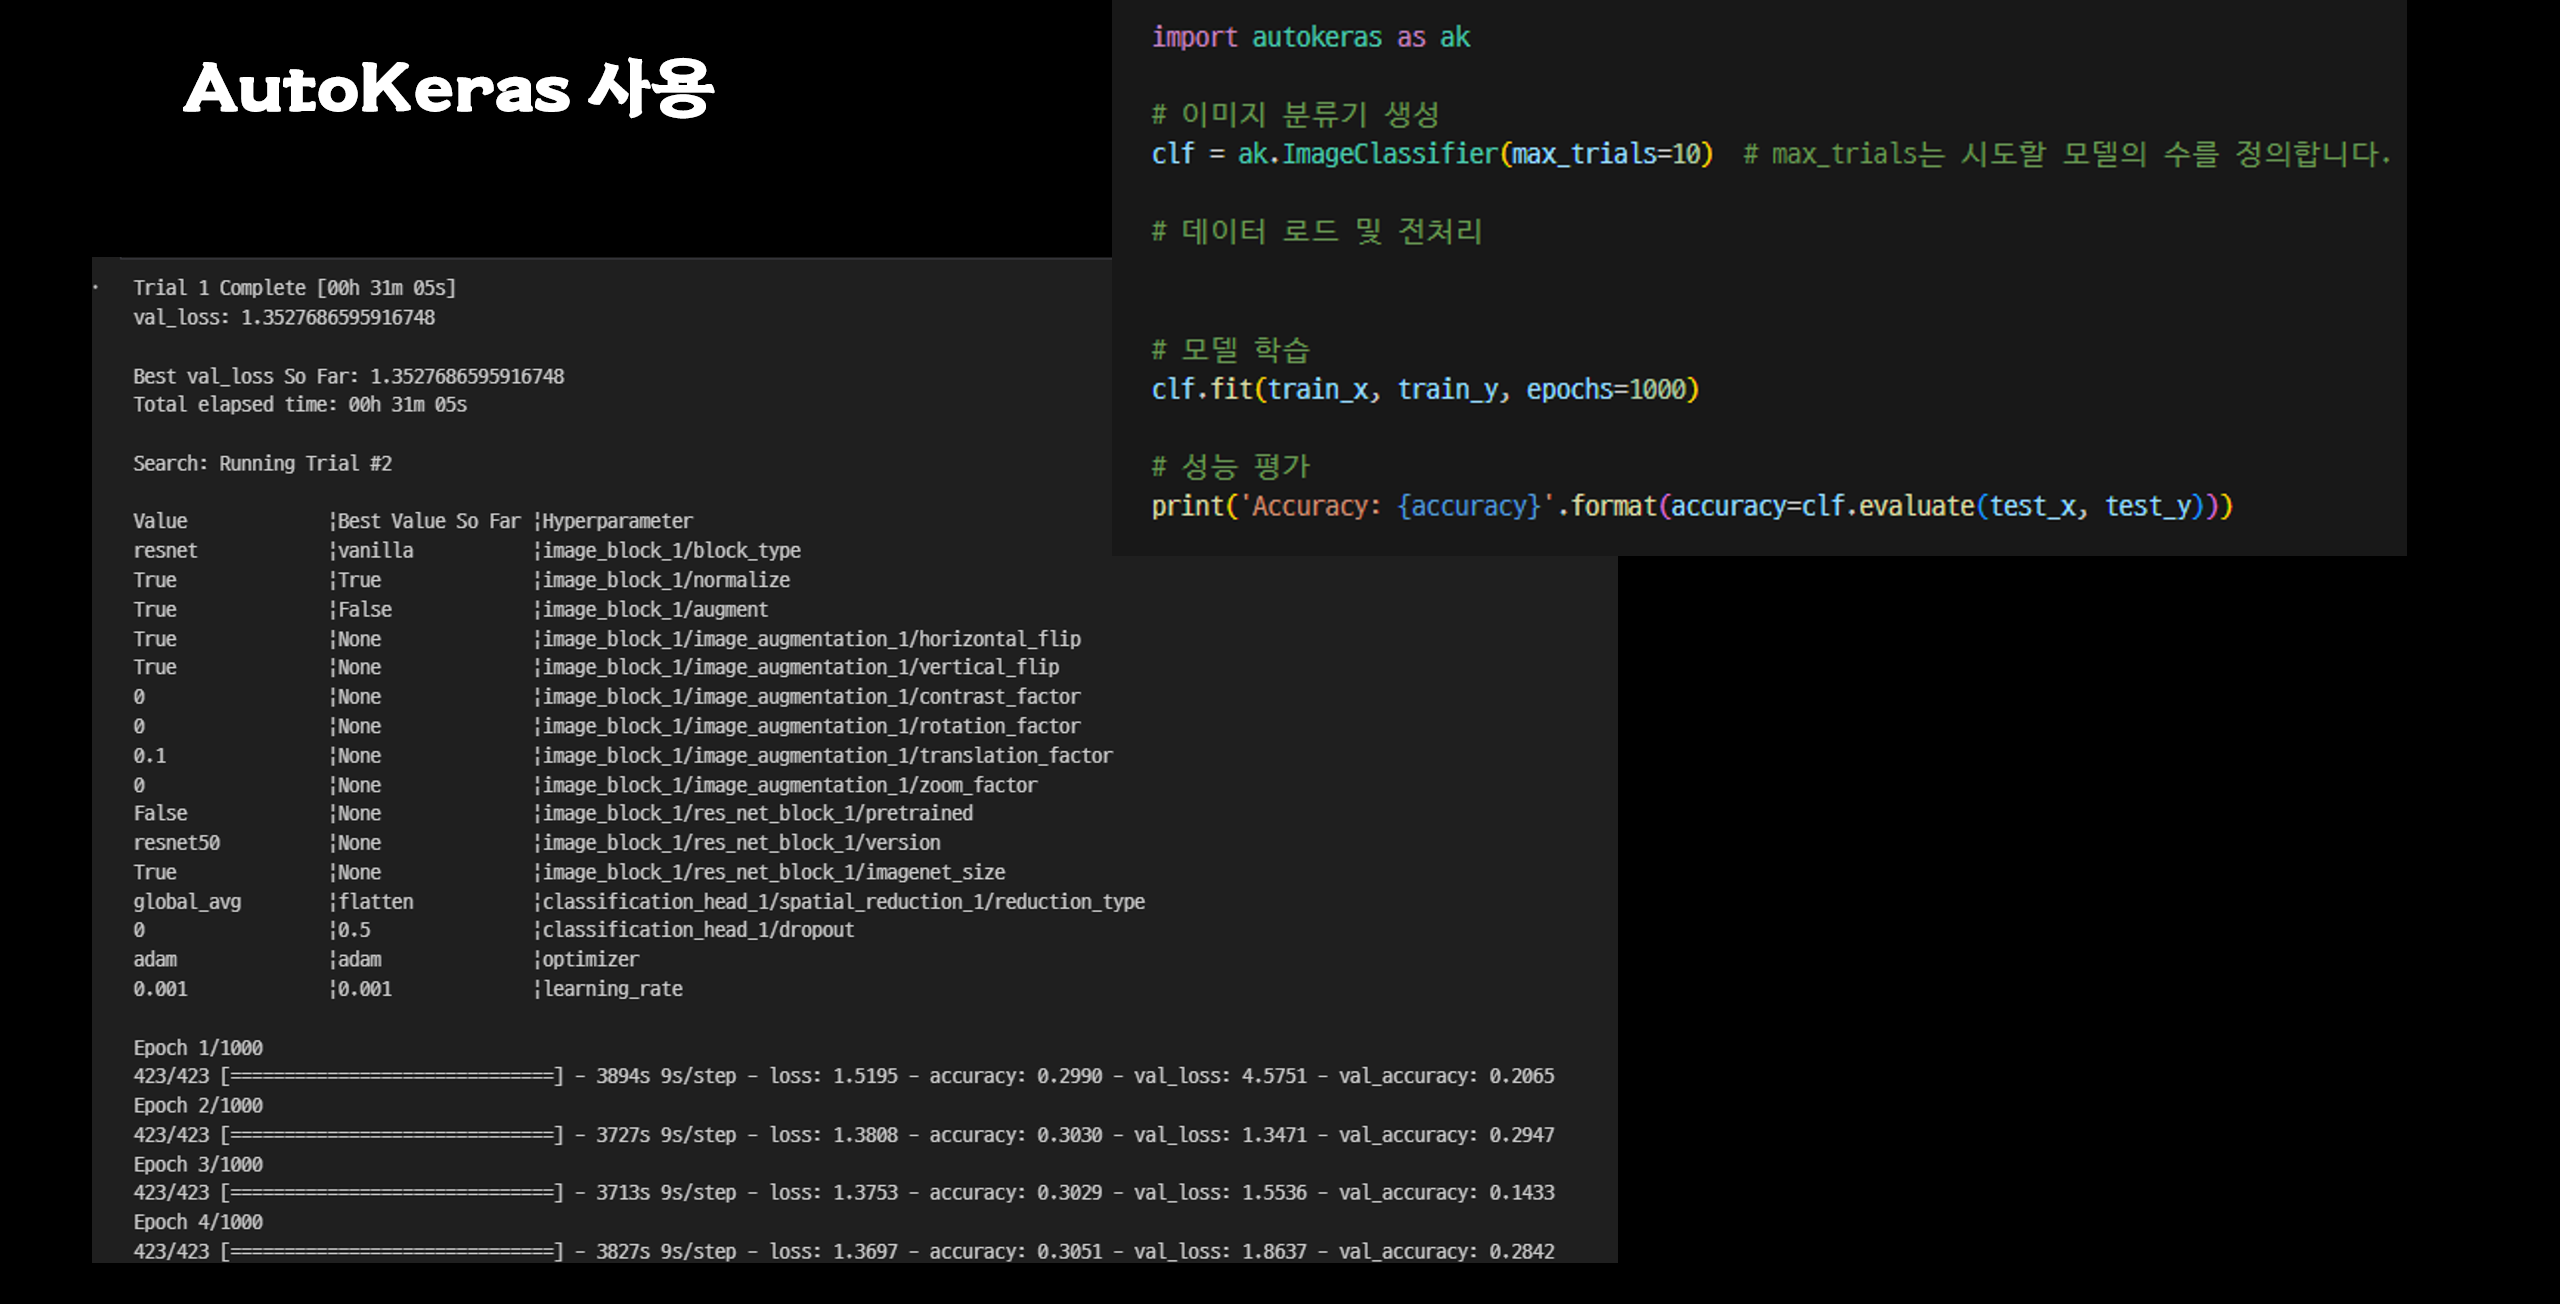 AutoKeras 사용
import autokeras as ak
# 이미지 분류기 생성
clf = ak.ImageClassifier(max_trials=10)  # max_trials는 시도할 모델의 수를 정의합니다.
# 데이터 로드 및 전처리
# 모델 학습
clf.fit(train_x, train_y, epochs=1000)
# 성능 평가
print('Accuracy: {accuracy}'.format(accuracy=clf.evaluate(test_x, test_y)))
Trial 1 Complete [00h 31m 05s]
val_loss: 1.3527686595916748
Best val_loss So Far: 1.3527686595916748
Total elapsed time: 00h 31m 05s
Search: Running Trial #2
Value |Best Value So Far |Hyperparameter
resnet |vanilla |image_block_1/block_type
True |True |image_block_1/normalize
True |False |image_block_1/augment
True |None |image_block_1/image_augmentation_1/horizontal_flip
True |None |image_block_1/image_augmentation_1/vertical_flip
0 |None |image_block_1/image_augmentation_1/contrast_factor
0 |None |image_block_1/image_augmentation_1/rotation_factor
0.1 |None |image_block_1/image_augmentation_1/translation_factor
0 |None |image_block_1/image_augmentation_1/zoom_factor
False |None |image_block_1/res_net_block_1/pretrained
resnet50 |None |image_block_1/res_net_block_1/version
True |None |image_block_1/res_net_block_1/imagenet_size
global_avg |flatten |classification_head_1/spatial_reduction_1/reduction_type
0 |0.5 |classification_head_1/dropout
adam |adam |optimizer
0.001 |0.001 |learning_rate
Epoch 1/1000
423/423 [==============================] - 3894s 9s/step - loss: 1.5195 - accuracy: 0.2990 - val_loss: 4.5751 - val_accuracy: 0.2065
Epoch 2/1000
423/423 [==============================] - 3727s 9s/step - loss: 1.3808 - accuracy: 0.3030 - val_loss: 1.3471 - val_accuracy: 0.2947
Epoch 3/1000
423/423 [==============================] - 3713s 9s/step - loss: 1.3753 - accuracy: 0.3029 - val_loss: 1.5536 - val_accuracy: 0.1433
Epoch 4/1000
423/423 [==============================] - 3827s 9s/step - loss: 1.3697 - accuracy: 0.3051 - val_loss: 1.8637 - val_accuracy: 0.2842